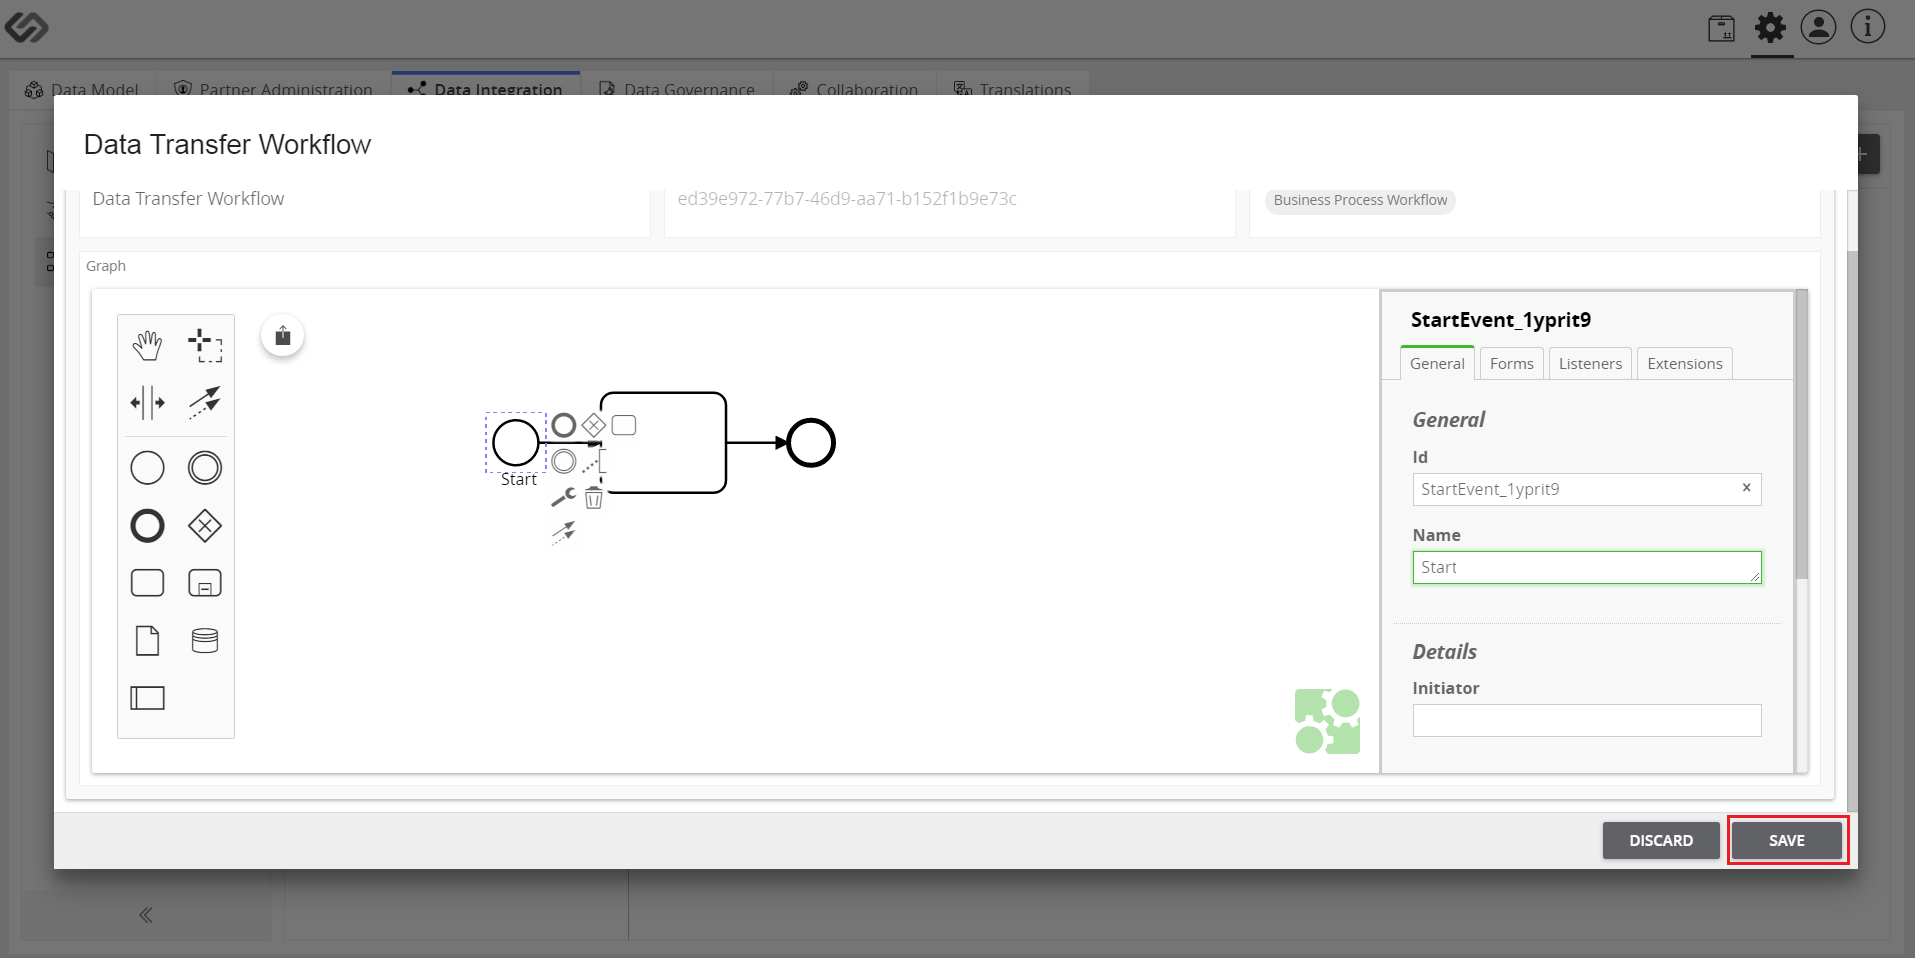 Data Model
Partner Administration
Data Integration
Data Governance
Collaboration
Translations
Data Transfer Workflow
Data Transfer Workflow
ed39e972-77b7-46d9-aa71-b152f1b9e73c
Business Process Workflow
Graph
StartEvent_1yprit9
General
Forms
Listeners
Extensions
General
Id
StartEvent_1yprit9
Name
Start
Details
Initiator
Start
DISCARD
SAVE